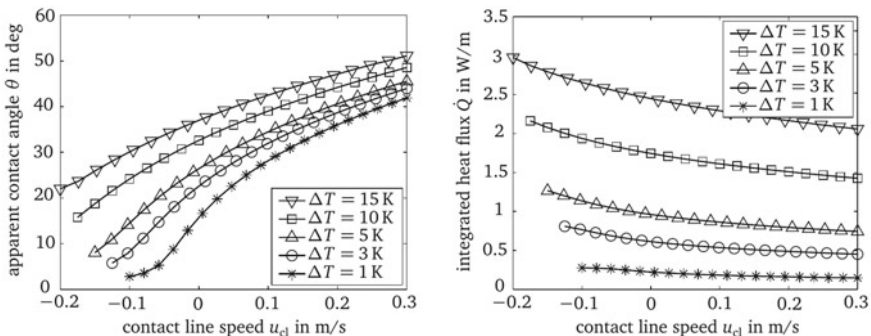 apparent contact angle θ in deg
60
50
40
30
20
10
0
−0.2
−0.1
0
0.1
0.2
0.3
contact line speed u_cl in m/s
ΔT = 15 K
ΔT = 10 K
ΔT = 5 K
ΔT = 3 K
ΔT = 1 K
integrated heat flux Q̇ in W/m
4
3.5
3
2.5
2
1.5
1
0.5
0
−0.2
−0.1
0
0.1
0.2
0.3
contact line speed u_cl in m/s
ΔT = 15 K
ΔT = 10 K
ΔT = 5 K
ΔT = 3 K
ΔT = 1 K